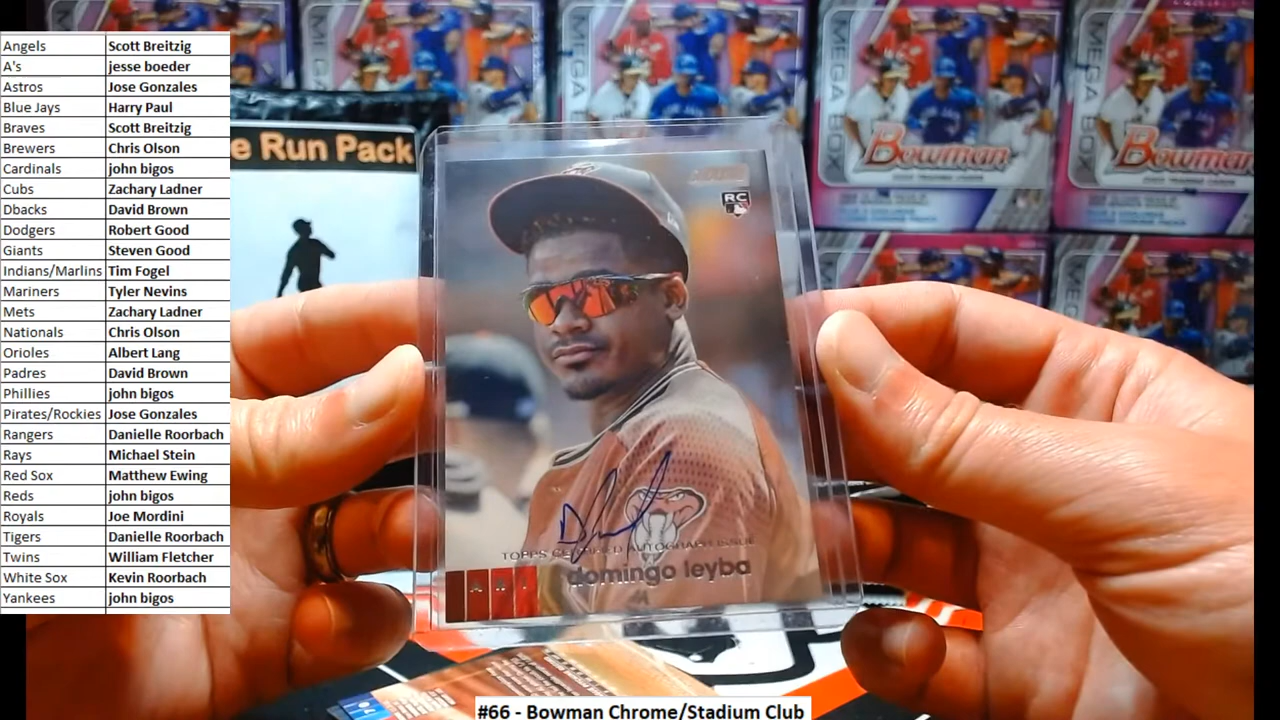 Angels Scott Breitzig
A's jesse boeder
Astros Jose Gonzales
Blue Jays Harry Paul
Braves Scott Breitzig
Brewers Chris Olson
Cardinals john bigos
Cubs Zachary Ladner
Dbacks David Brown
Dodgers Robert Good
Giants Steven Good
Indians/Marlins Tim Fogel
Mariners Tyler Nevins
Mets Zachary Ladner
Nationals Chris Olson
Orioles Albert Lang
Padres David Brown
Phillies john bigos
Pirates/Rockies Jose Gonzales
Rangers Danielle Roorbach
Rays Michael Stein
Red Sox Matthew Ewing
Reds john bigos
Royals Joe Mordini
Tigers Danielle Roorbach
Twins William Fletcher
White Sox Kevin Roorbach
Yankees john bigos
e Run Pack
MEGA BOX
Bowman
MEGA BOX
Bowman
RC
TOPPS CERTIFIED AUTOGRAPH ISSUE
domingo leyba
#66 - Bowman Chrome/Stadium Club